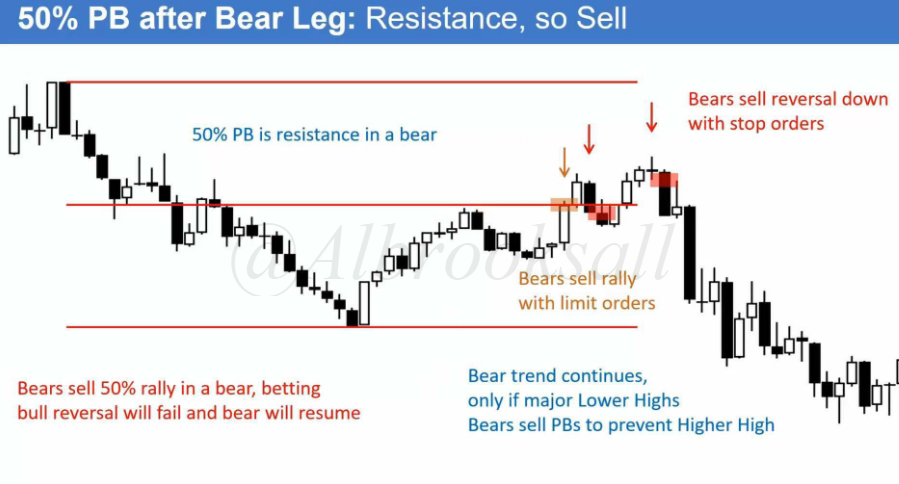 50% PB after Bear Leg: Resistance, so Sell
Bears sell reversal down
with stop orders
50% PB is resistance in a bear
@Albrooksall
Bears sell rally
with limit orders
Bears sell 50% rally in a bear, betting
bull reversal will fail and bear will resume
Bear trend continues,
only if major Lower Highs
Bears sell PBs to prevent Higher High